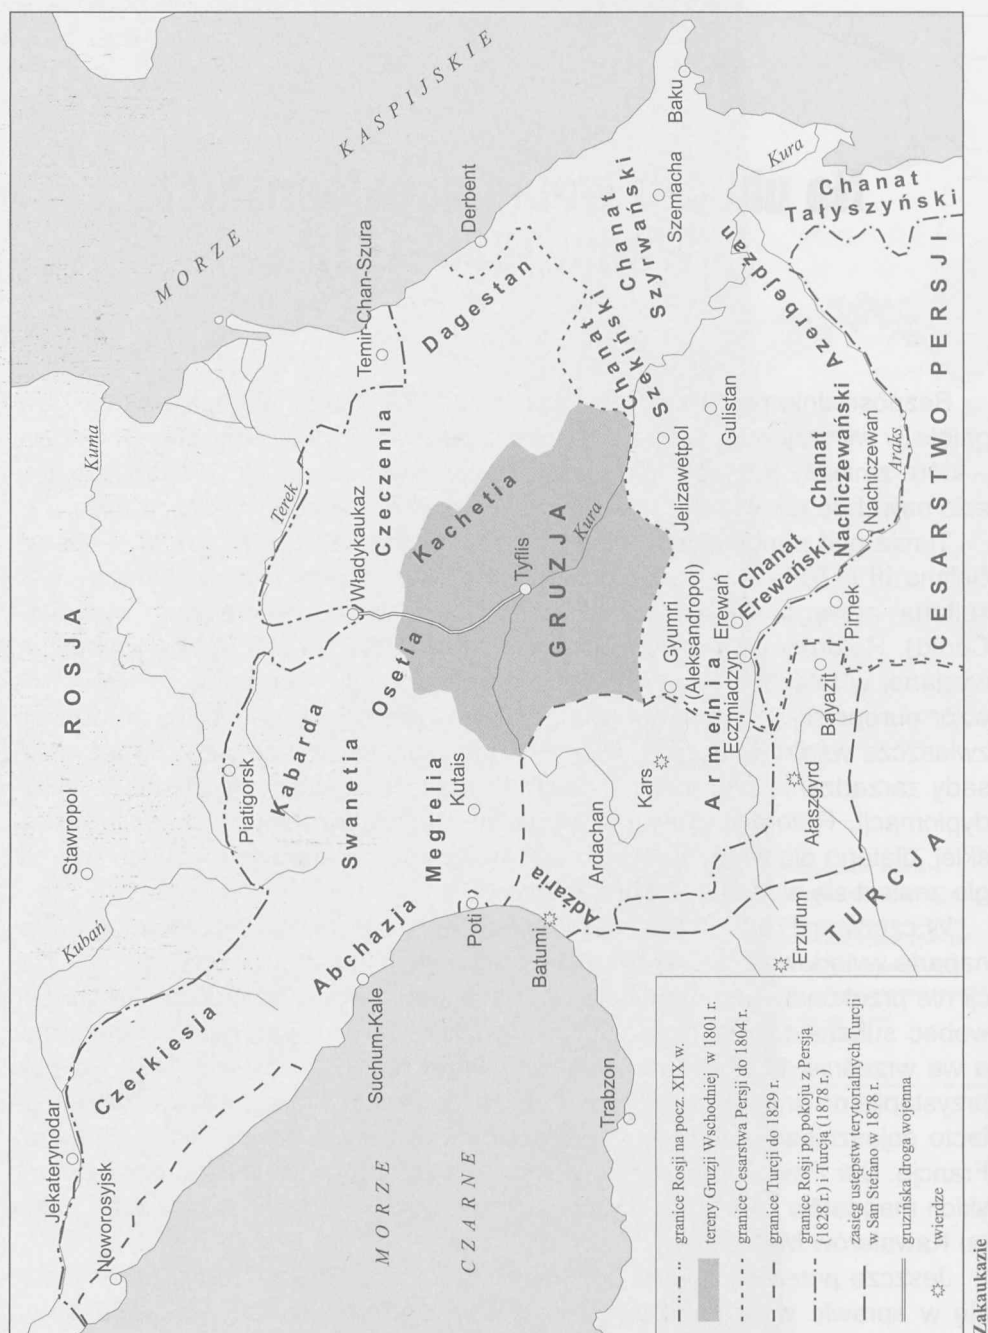 MORZE
KASPIJSKIE
ROSJA
Stawropol
Kuma
Kuban
Terek
Jekaterynodar
Noworosyjsk
Czerkiesja
Piatigorsk
Kabarda
Władykaukaz
Czeczenia
Temir-Chan-Szura
Derbent
Dagestan
Swanetia
Osetia
Kachetia
Abchazja
Suchum-Kale
Megrelia
Kutais
Poti
Batumi
Adżaria
MORZE
CZARNE
Trabzon
Tyflis
GRUZJA
Kura
Chanat
Szekiński
Chanat
Szyrwański
Szemacha
Baku
Kura
Jelizawetpol
Gulistan
Azerbejdżan
Chanat
Tałyszyński
Ardachan
Kars
Gyumri
(Aleksandropol)
Armenia
Eczmiadzyn
Erewań
Chanat
Erewański
Chanat
Nachiczewański
Nachiczewań
Araks
Pirnek
Bayazit
Ałaszgyrd
Erzurum
TURCJA
CESARSTWO PERSJI
granice Rosji na pocz. XIX w.
tereny Gruzji Wschodniej w 1801 r.
granice Cesarstwa Persji do 1804 r.
granice Turcji do 1829 r.
granice Rosji po pokoju z Persją
(1828 r.) i Turcją (1878 r.)
zasięg ustępstw terytorialnych Turcji
w San Stefano w 1878 r.
gruzińska droga wojenna
twierdze
Zakaukazie